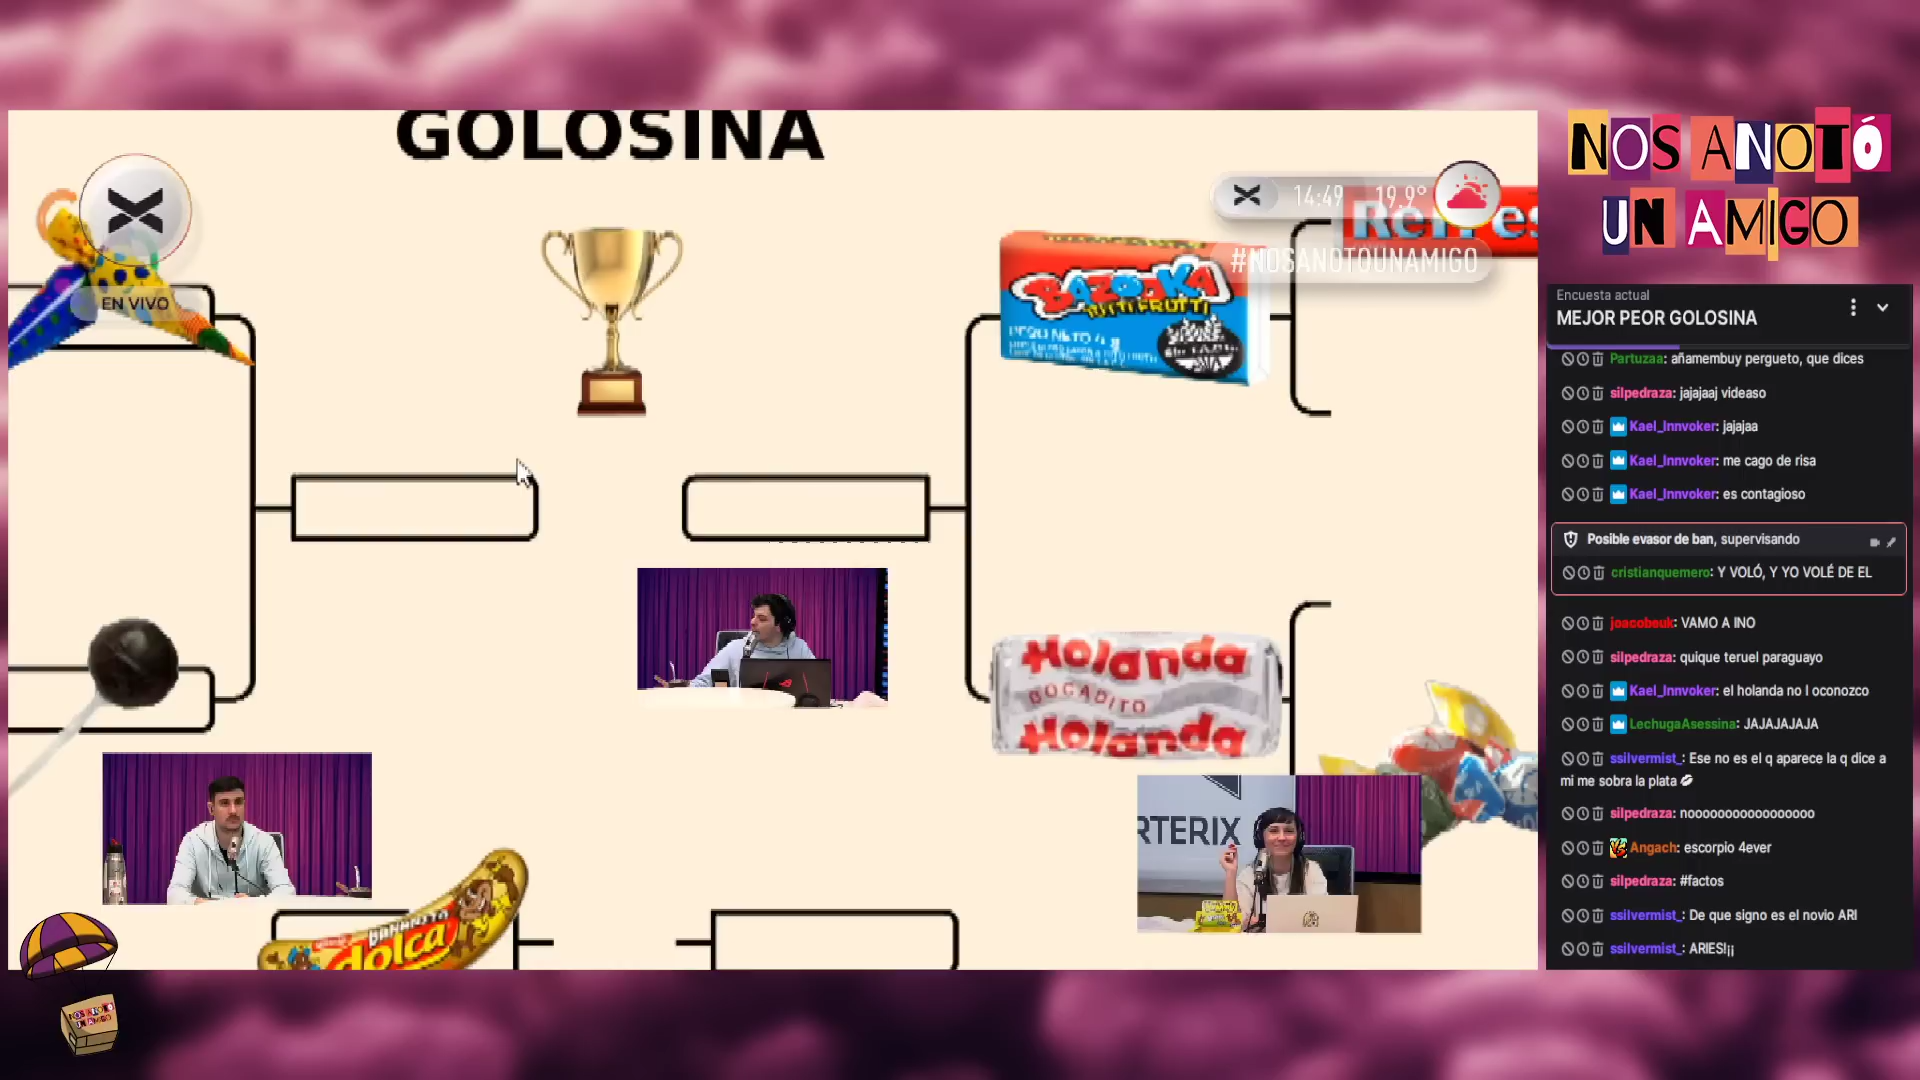 GOLOSINA
EN VIVO
14:49 19.9°
#NOSANOTOUNAMIGO
BAZOOKA
TUTTI FRUTTI
PESO NETO
Holanda
BOCADITO
Holanda
RTERIX
BANANITO
dolca
NOS ANOTÓ
UN AMIGO
Encuesta actual
MEJOR PEOR GOLOSINA
Partuzaa: añamembuy pergueto, que dices
silpedraza: jajajaaj videaso
Kael_Innvoker: jajajaa
Kael_Innvoker: me cago de risa
Kael_Innvoker: es contagioso
Posible evasor de ban, supervisando
cristianquemero: Y VOLÓ, Y YO VOLÉ DE EL
joacobeuk: VAMO A INO
silpedraza: quique teruel paraguayo
Kael_Innvoker: el holanda no l oconozco
LechugaAsessina: JAJAJAJAJA
ssilvermist_: Ese no es el q aparece la q dice a
mi me sobra la plata
silpedraza: nooooooooooooooooo
Angach: escorpio 4ever
silpedraza: #factos
ssilvermist_: De que signo es el novio ARI
ssilvermist_: ARIES!¡¡